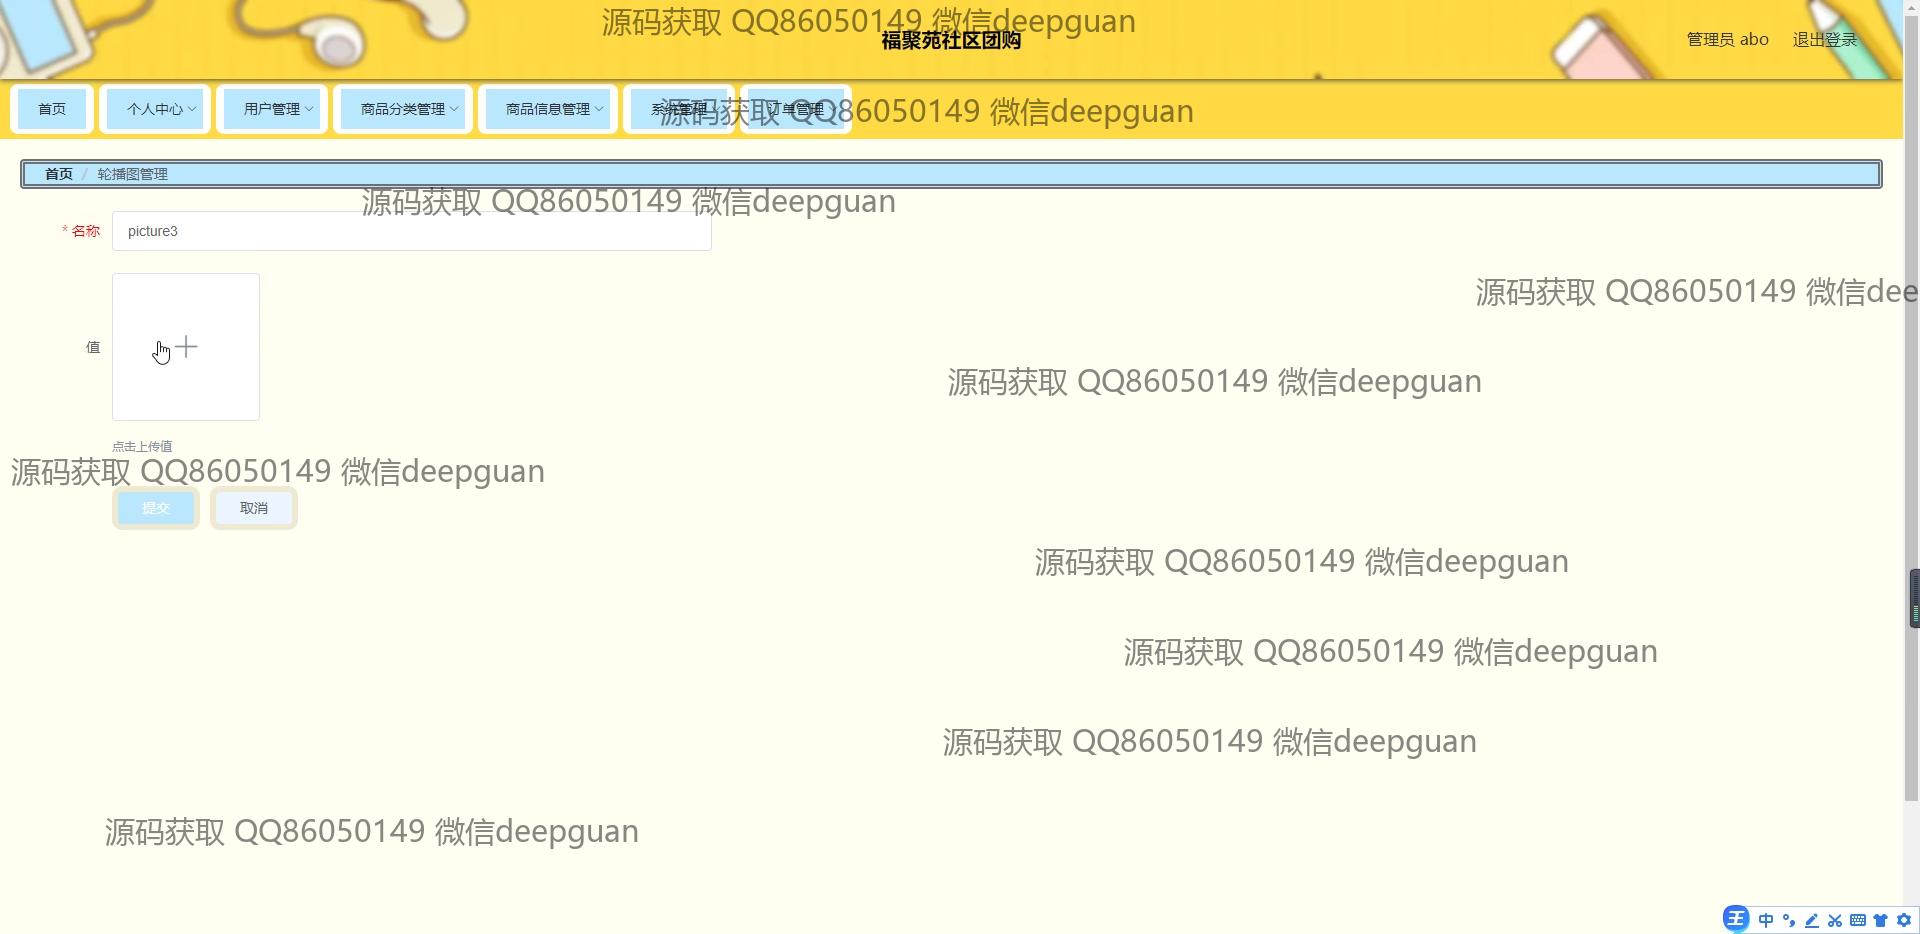 源码获取 QQ86050149 微信deepguan
福聚苑社区团购
管理员 abo
退出登录
首页
个人中心
用户管理
商品分类管理
商品信息管理
系统管理
订单管理
源码获取 QQ86050149 微信deepguan
首页 / 轮播图管理
源码获取 QQ86050149 微信deepguan
* 名称
picture3
源码获取 QQ86050149 微信dee
值
源码获取 QQ86050149 微信deepguan
点击上传值
源码获取 QQ86050149 微信deepguan
提交
取消
源码获取 QQ86050149 微信deepguan
源码获取 QQ86050149 微信deepguan
源码获取 QQ86050149 微信deepguan
源码获取 QQ86050149 微信deepguan
王 中